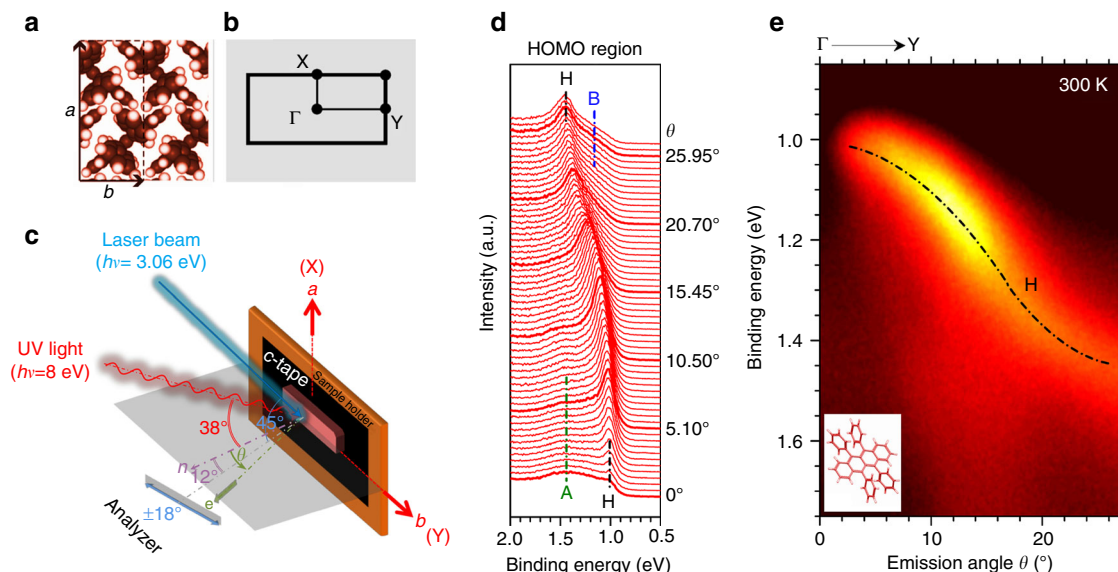 a
a
b
b
X
Γ
Y
c
Laser beam
(hν= 3.06 eV)
UV light
(hν=8 eV)
(X)
a
c-tape
Sample holder
45°
38°
θ
n
12°
e
±18°
Analyzer
b
(Y)
d
HOMO region
H
B
θ
25.95°
20.70°
15.45°
10.50°
5.10°
0°
A
H
Intensity (a.u.)
2.0 1.5 1.0 0.5
Binding energy (eV)
e
Γ Y
300 K
1.0
1.2
1.4
1.6
H
Binding energy (eV)
0 10 20
Emission angle θ (°)